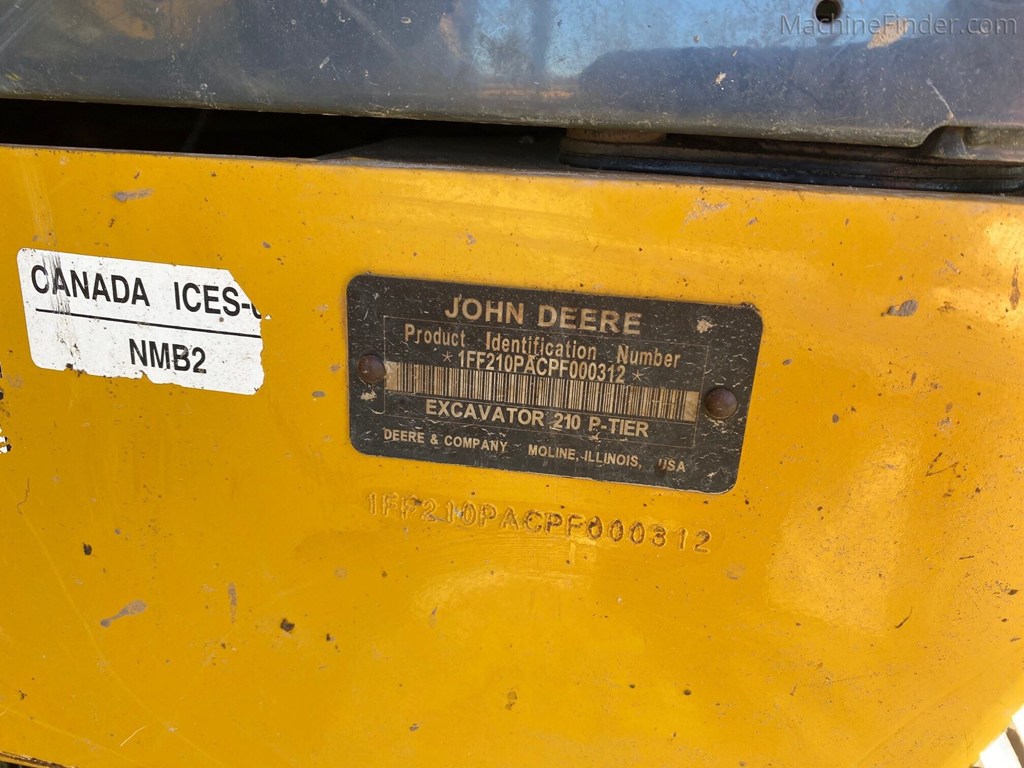 MachineFinder.com
CANADA ICES-
NMB2
JOHN DEERE
Product Identification Number
*1FF210PACPF000312*
EXCAVATOR 210 P-TIER
DEERE & COMPANY MOLINE, ILLINOIS, USA
1FF210PACPF000312